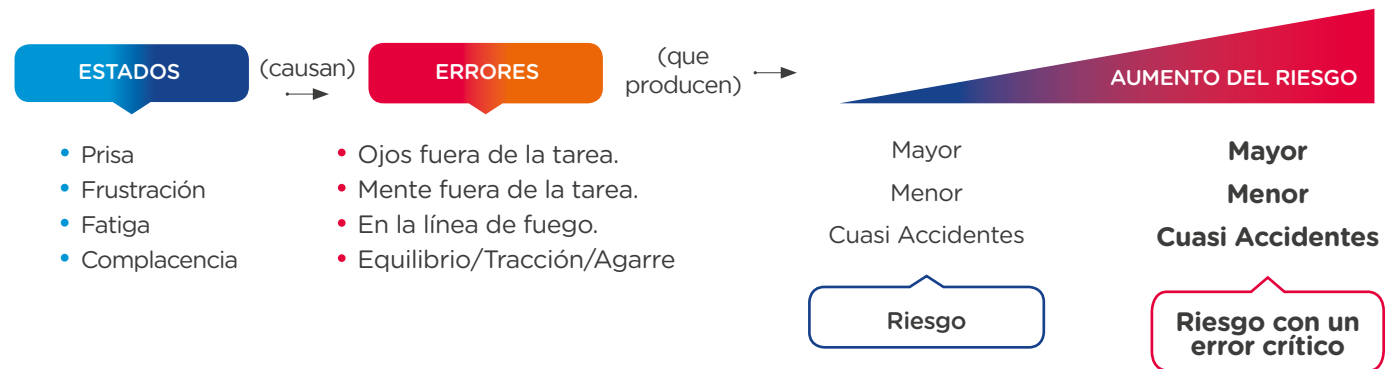 ESTADOS
(causan)
ERRORES
(que
producen)
AUMENTO DEL RIESGO
• Prisa
• Frustración
• Fatiga
• Complacencia
• Ojos fuera de la tarea.
• Mente fuera de la tarea.
• En la línea de fuego.
• Equilibrio/Tracción/Agarre
Mayor
Menor
Cuasi Accidentes
Riesgo
Mayor
Menor
Cuasi Accidentes
Riesgo con un
error crítico